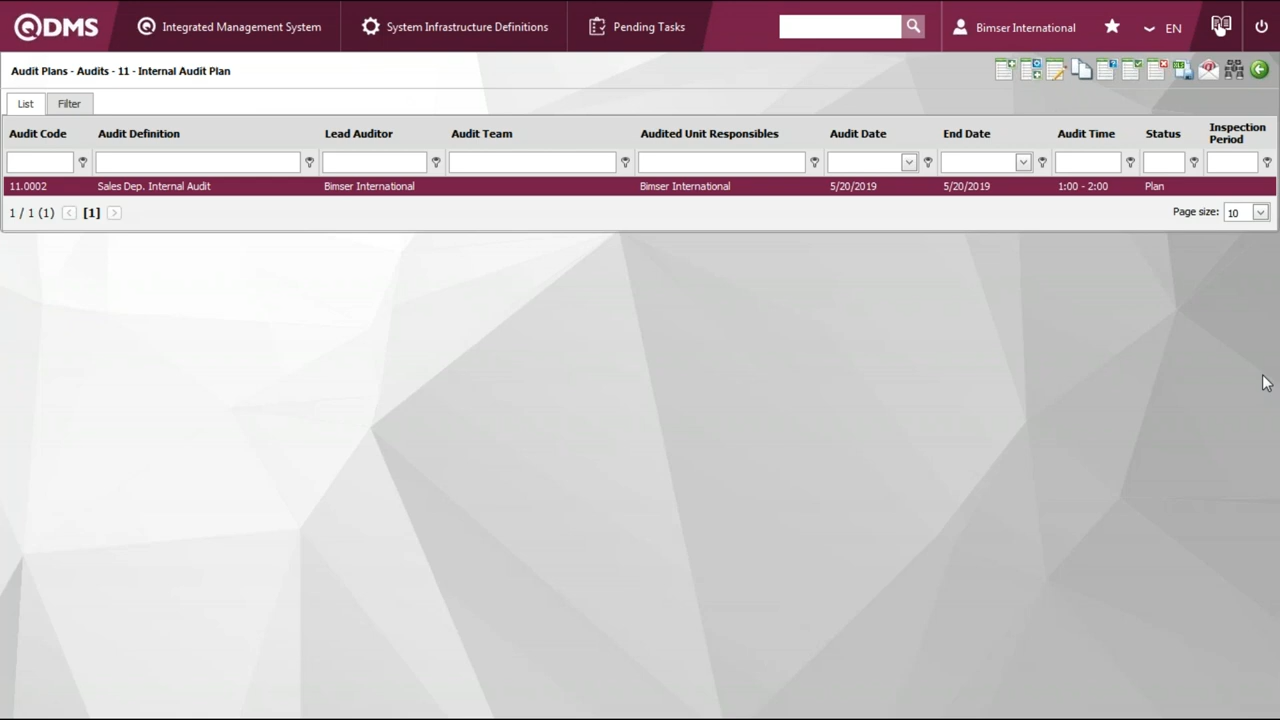 QDMS Integrated Management System System Infrastructure Definitions Pending Tasks Bimser International EN
Audit Plans - Audits - 11 - Internal Audit Plan
List Filter
Audit Code Audit Definition Lead Auditor Audit Team Audited Unit Responsibles Audit Date End Date Audit Time Status Inspection Period
11.0002 Sales Dep. Internal Audit Bimser International Bimser International 5/20/2019 5/20/2019 1:00 - 2:00 Plan
1 / 1 (1) [1] Page size: 10